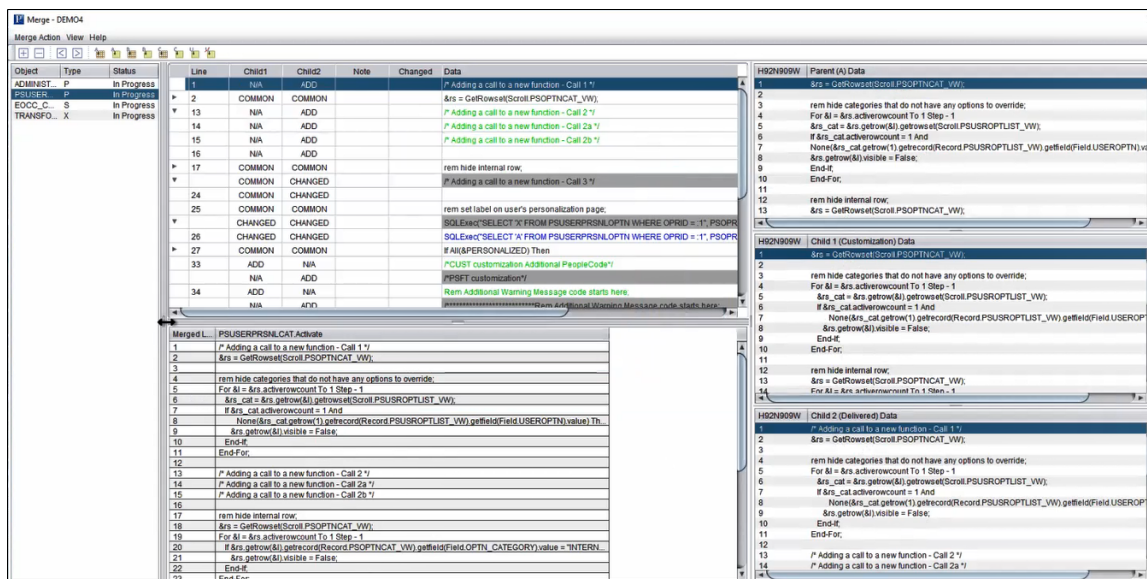 Merge - DEMO4
Merge Action View Help
Object Type Status
ADMINIST... P In Progress
PSUSER... P In Progress
EOCC_C... S In Progress
TRANSFO... X In Progress
Line Child1 Child2 Note Changed Data
1 N/A ADD /* Adding a call to a new function - Call 1 */
2 COMMON COMMON &rs = GetRowset(Scroll.PSOPTNCAT_VW);
13 N/A ADD /* Adding a call to a new function - Call 2 */
14 N/A ADD /* Adding a call to a new function - Call 2a */
15 N/A ADD /* Adding a call to a new function - Call 2b */
16 N/A ADD
17 COMMON COMMON rem hide internal row;
COMMON CHANGED /* Adding a call to a new function - Call 3 */
24 COMMON CHANGED
25 COMMON COMMON rem set label on user's personalization page;
CHANGED CHANGED SQLExec("SELECT 'X' FROM PSUSERPRSNLOPTN WHERE OPRID = :1", PSOPR
26 CHANGED CHANGED SQLExec("SELECT 'A' FROM PSUSERPRSNLOPTN WHERE OPRID = :1", PSOPR
27 COMMON COMMON If All(&PERSONALIZED) Then
33 ADD N/A /*CUST customization Additional PeopleCode*/
N/A ADD /*PSFT customization*/
34 ADD N/A Rem Additional Warning Message code starts here;
N/A ADD Rem Additional Warning Message code starts here;
Merged L... PSUSERPRSNLCAT.Activate
1 /* Adding a call to a new function - Call 1 */
2 &rs = GetRowset(Scroll.PSOPTNCAT_VW);
3
4 rem hide categories that do not have any options to override;
5 For &I = &rs.activerowcount To 1 Step - 1
6 &rs_cat = &rs.getrow(&I).getrowset(Scroll.PSUSROPTLIST_VW);
7 If &rs_cat.activerowcount = 1 And
8 None(&rs_cat.getrow(1).getrecord(Record.PSUSROPTLIST_VW).getfield(Field.USEROPTN).value) Th...
9 &rs.getrow(&I).visible = False;
10 End-If;
11 End-For;
12
13 /* Adding a call to a new function - Call 2 */
14 /* Adding a call to a new function - Call 2a */
15 /* Adding a call to a new function - Call 2b */
16
17 rem hide internal row;
18 &rs = GetRowset(Scroll.PSOPTNCAT_VW);
19 For &I = &rs.activerowcount To 1 Step - 1
20 If &rs.getrow(&I).getrecord(Record.PSOPTNCAT_VW).getfield(Field.OPTN_CATEGORY).value = "INTERN...
21 &rs.getrow(&I).visible = False;
22 End-If;
23 End-For;
H92N909W Parent (A) Data
1 &rs = GetRowset(Scroll.PSOPTNCAT_VW);
2
3 rem hide categories that do not have any options to override;
4 For &I = &rs.activerowcount To 1 Step - 1
5 &rs_cat = &rs.getrow(&I).getrowset(Scroll.PSUSROPTLIST_VW);
6 If &rs_cat.activerowcount = 1 And
7 None(&rs_cat.getrow(1).getrecord(Record.PSUSROPTLIST_VW).getfield(Field.USEROPTN).va
8 &rs.getrow(&I).visible = False;
9 End-If;
10 End-For;
11
12 rem hide internal row;
13 &rs = GetRowset(Scroll.PSOPTNCAT_VW);
H92N909W Child 1 (Customization) Data
1 &rs = GetRowset(Scroll.PSOPTNCAT_VW);
2
3 rem hide categories that do not have any options to override;
4 For &I = &rs.activerowcount To 1 Step - 1
5 &rs_cat = &rs.getrow(&I).getrowset(Scroll.PSUSROPTLIST_VW);
6 If &rs_cat.activerowcount = 1 And
7 None(&rs_cat.getrow(1).getrecord(Record.PSUSROPTLIST_VW).getfield(Field.USEROP
8 &rs.getrow(&I).visible = False;
9 End-If;
10 End-For;
11
12 rem hide internal row;
13 &rs = GetRowset(Scroll.PSOPTNCAT_VW);
14 For &I = &rs.activerowcount To 1 Step - 1
H92N909W Child 2 (Delivered) Data
1 /* Adding a call to a new function - Call 1 */
2 &rs = GetRowset(Scroll.PSOPTNCAT_VW);
3
4 rem hide categories that do not have any options to override;
5 For &I = &rs.activerowcount To 1 Step - 1
6 &rs_cat = &rs.getrow(&I).getrowset(Scroll.PSUSROPTLIST_VW);
7 If &rs_cat.activerowcount = 1 And
8 None(&rs_cat.getrow(1).getrecord(Record.PSUSROPTLIST_VW).getfield(Field.USEROPT
9 &rs.getrow(&I).visible = False;
10 End-If;
11 End-For;
12
13 /* Adding a call to a new function - Call 2 */
14 /* Adding a call to a new function - Call 2a */